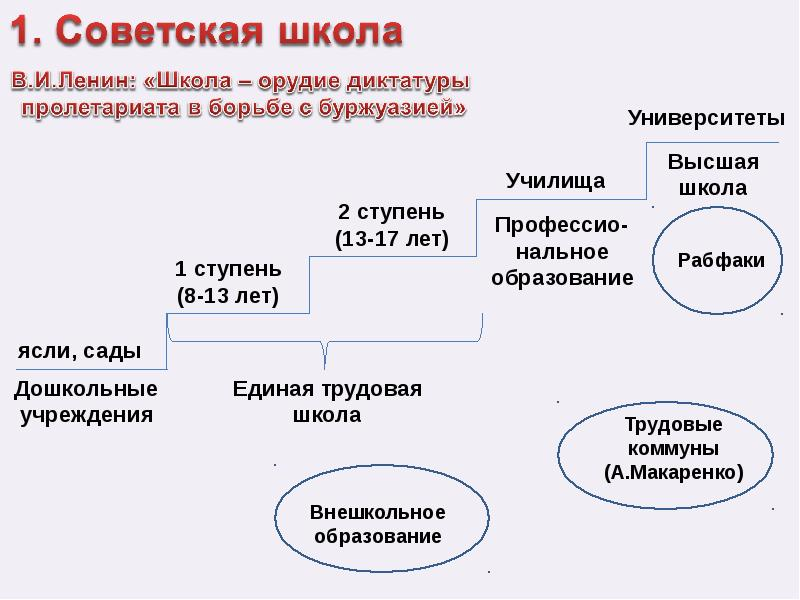 1. Советская школа
В.И.Ленин: «Школа – орудие диктатуры
пролетариата в борьбе с буржуазией»
Университеты
Высшая
школа
Училища
Профессио-
нальное
образование
Рабфаки
2 ступень
(13-17 лет)
1 ступень
(8-13 лет)
ясли, сады
Дошкольные
учреждения
Единая трудовая
школа
Трудовые
коммуны
(А.Макаренко)
Внешкольное
образование